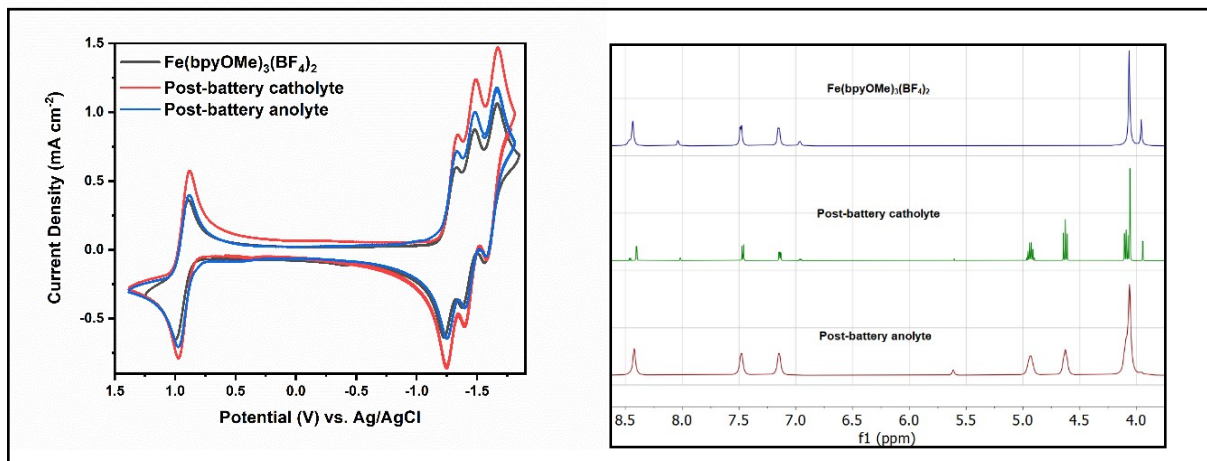 Fe(bpyOMe)₃(BF₄)₂
Post-battery catholyte
Post-battery anolyte
Current Density (mA cm⁻²)
1.5
1.0
0.5
0.0
-0.5
1.5 1.0 0.5 0.0 -0.5 -1.0 -1.5
Potential (V) vs. Ag/AgCl
Fe(bpyOMe)₃(BF₄)₂
Post-battery catholyte
Post-battery anolyte
8.5 8.0 7.5 7.0 6.5 6.0 5.5 5.0 4.5 4.0
f1 (ppm)